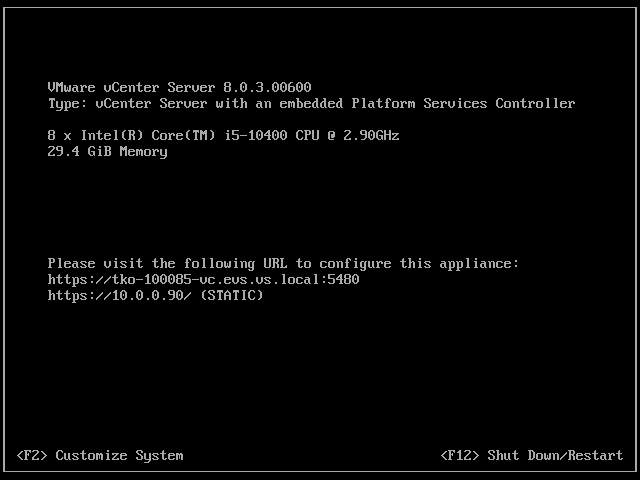 VMware vCenter Server 8.0.3.00600
Type: vCenter Server with an embedded Platform Services Controller
8 x Intel(R) Core(TM) i5-10400 CPU @ 2.90GHz
29.4 GiB Memory
Please visit the following URL to configure this appliance:
https://tko-100085-vc.evs.vs.local:5480
https://10.0.0.90/ (STATIC)
<F2> Customize System
<F12> Shut Down/Restart